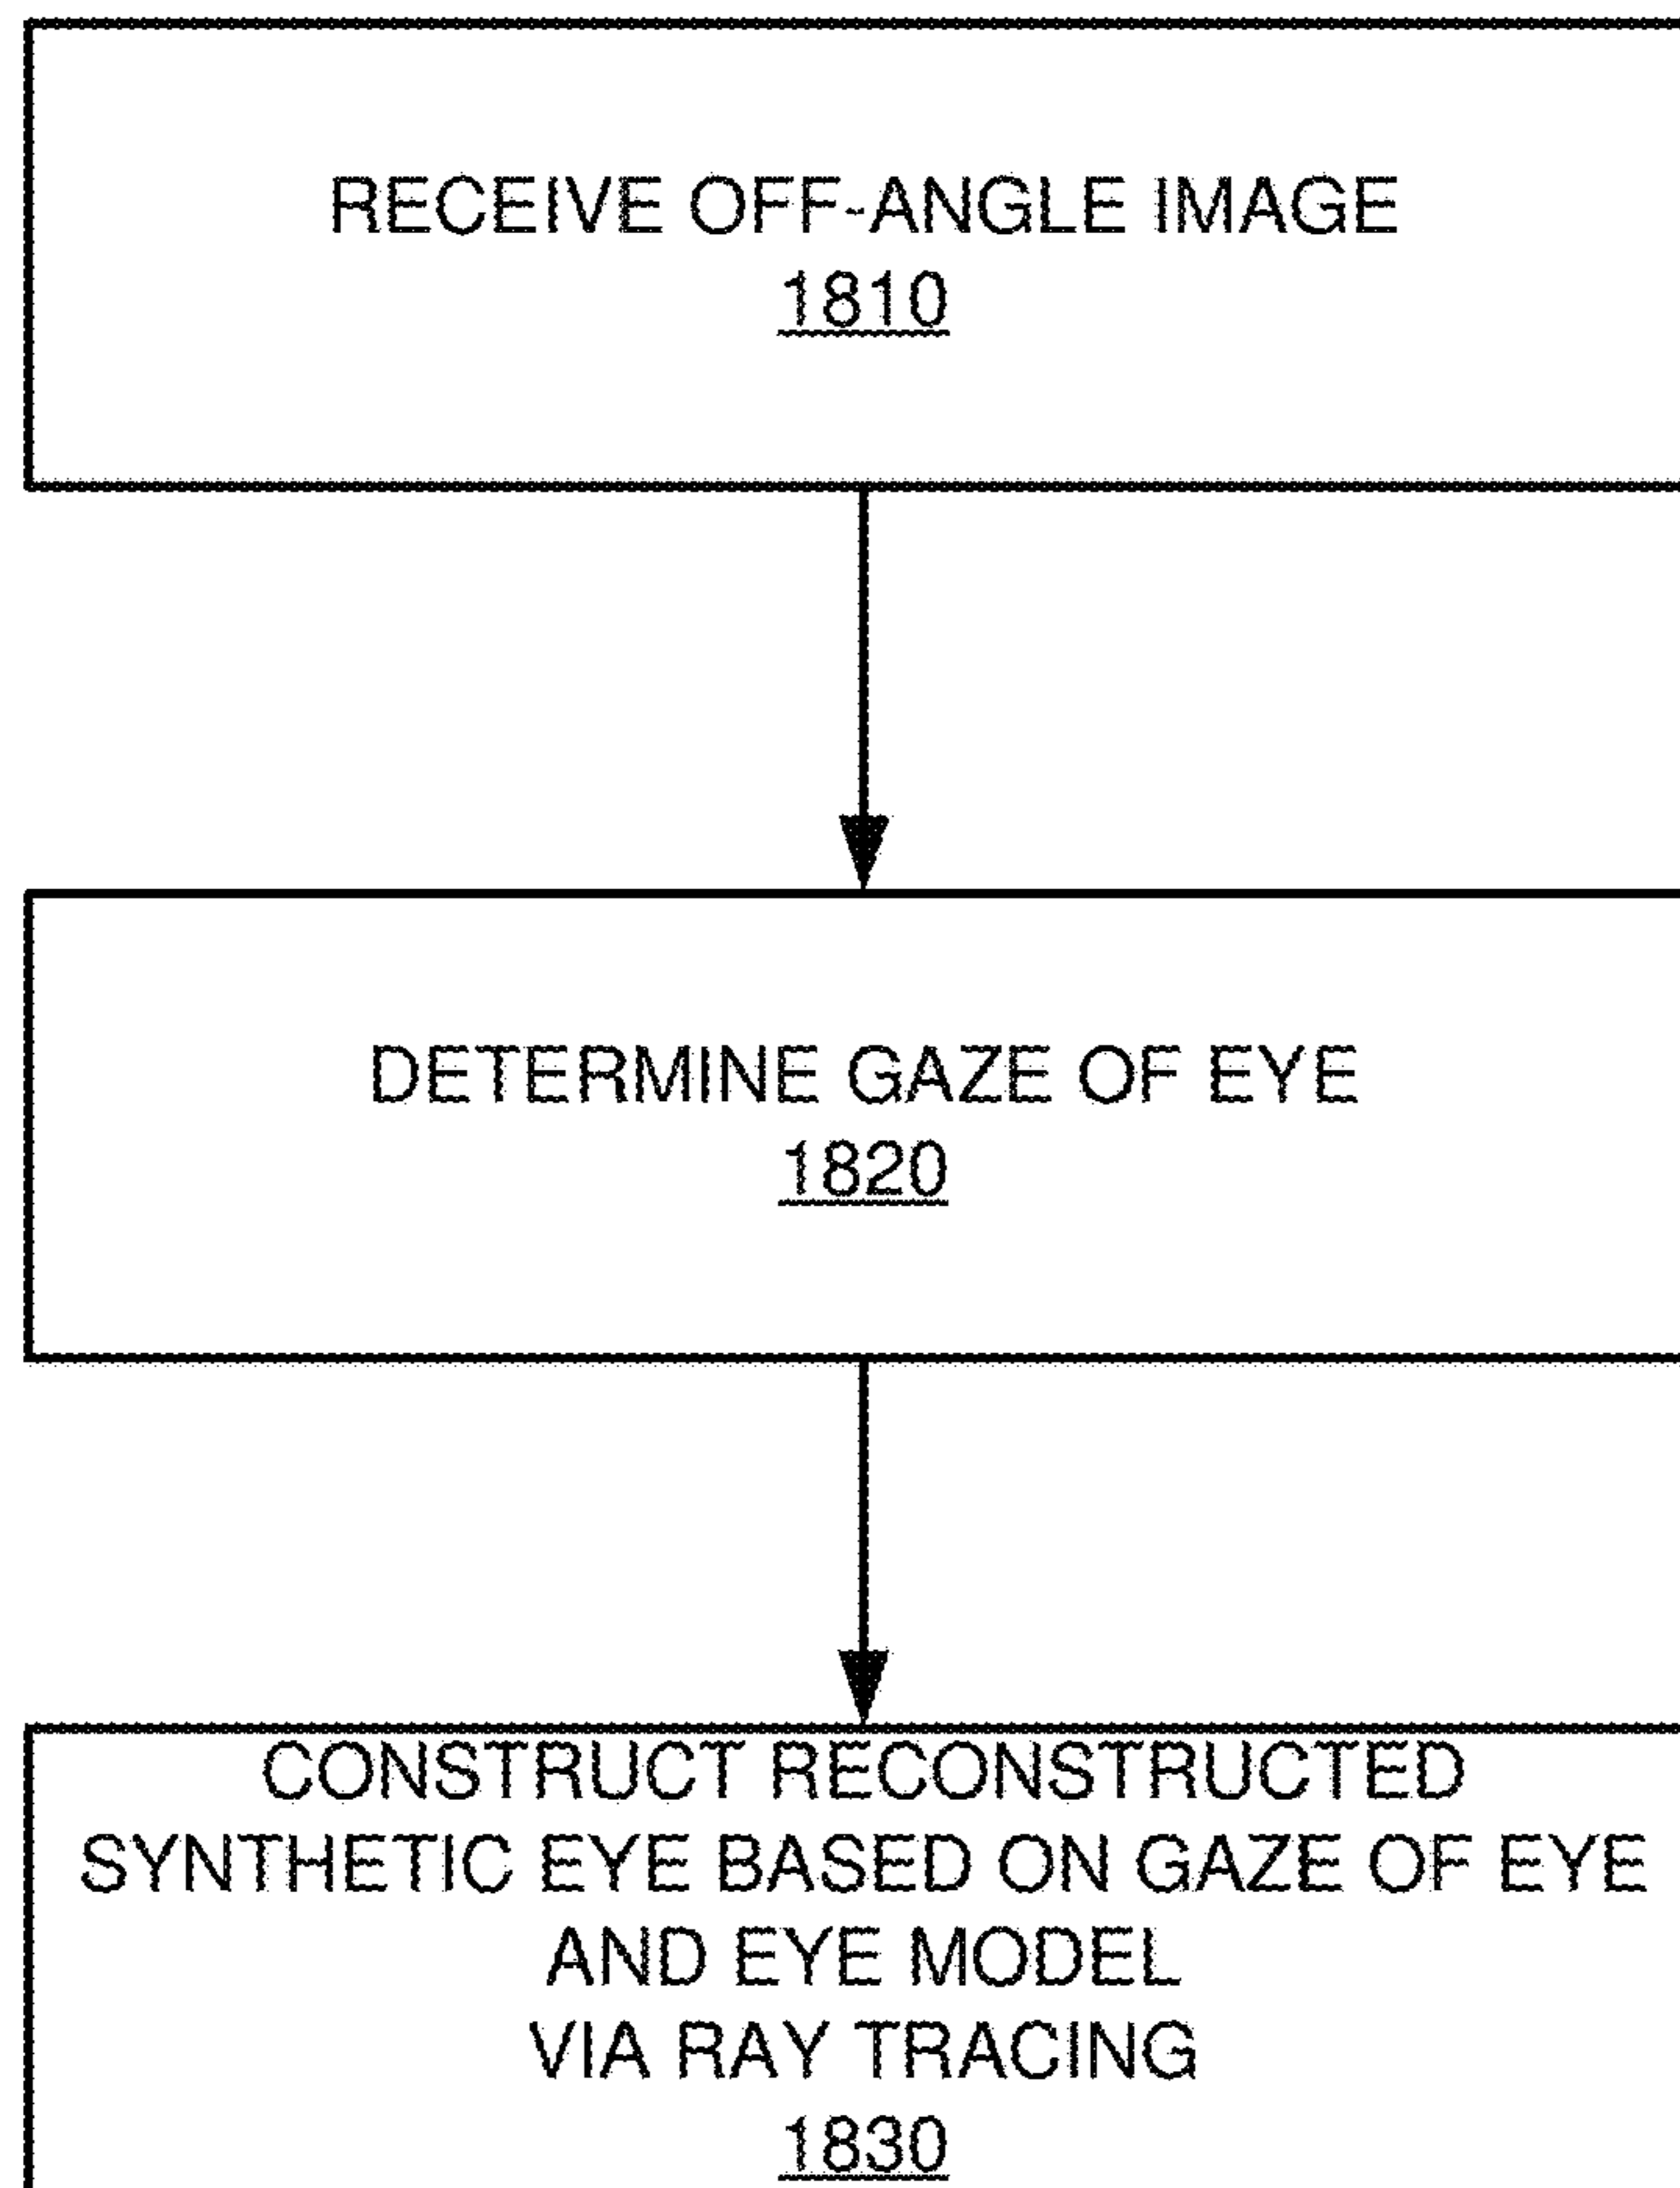 RECEIVE OFF-ANGLE IMAGE
1810
DETERMINE GAZE OF EYE
1820
CONSTRUCT RECONSTRUCTED
SYNTHETIC EYE BASED ON GAZE OF EYE
AND EYE MODEL
VIA RAY TRACING
1830